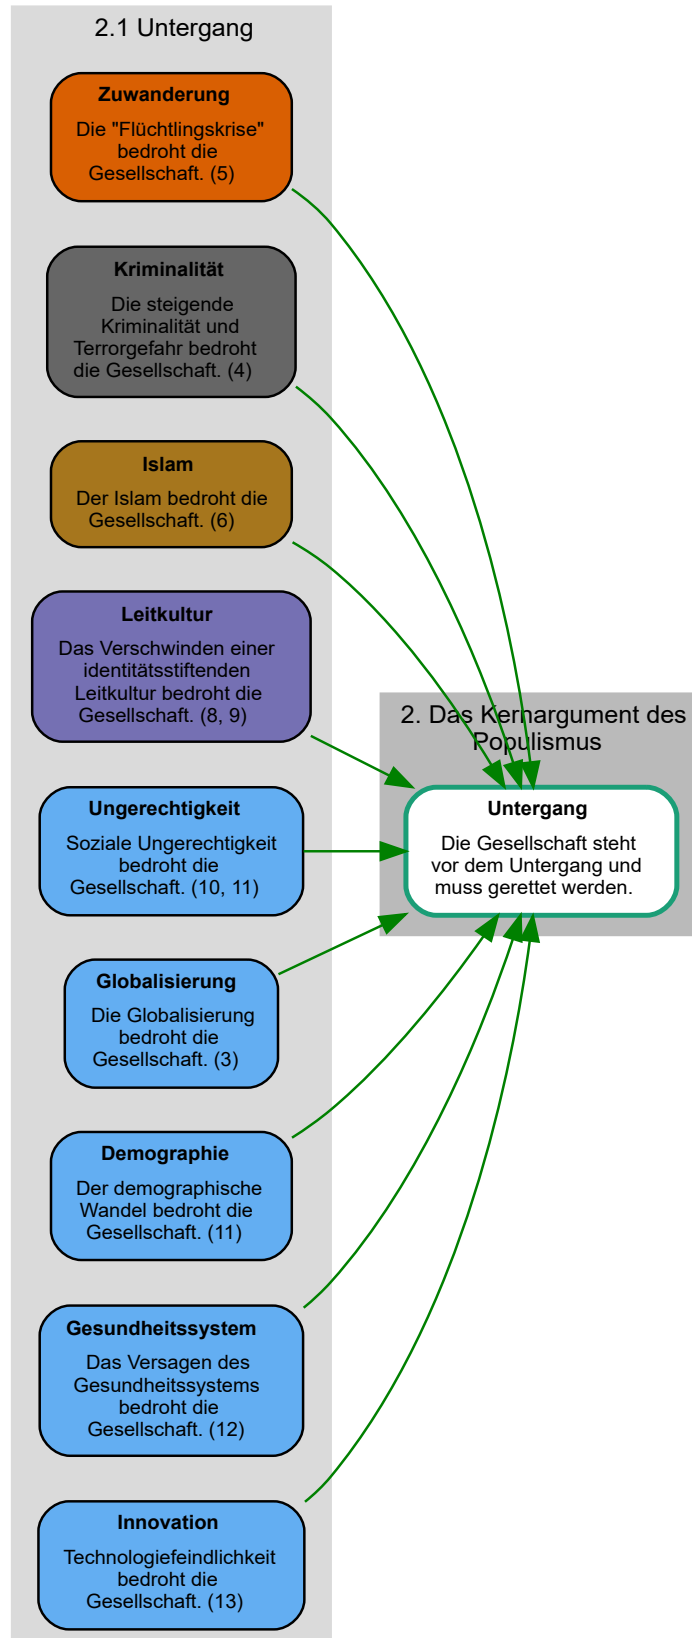 2.1 Untergang
Zuwanderung
Die "Flüchtlingskrise"
bedroht die
Gesellschaft. (5)
Kriminalität
Die steigende
Kriminalität und
Terrorgefahr bedroht
die Gesellschaft. (4)
Islam
Der Islam bedroht die
Gesellschaft. (6)
Leitkultur
Das Verschwinden einer
identitätsstiftenden
Leitkultur bedroht die
Gesellschaft. (8, 9)
Ungerechtigkeit
Soziale Ungerechtigkeit
bedroht die
Gesellschaft. (10, 11)
Globalisierung
Die Globalisierung
bedroht die
Gesellschaft. (3)
Demographie
Der demographische
Wandel bedroht die
Gesellschaft. (11)
Gesundheitssystem
Das Versagen des
Gesundheitssystems
bedroht die
Gesellschaft. (12)
Innovation
Technologiefeindlichkeit
bedroht die
Gesellschaft. (13)
2. Das Kernargument des
Populismus
Untergang
Die Gesellschaft steht
vor dem Untergang und
muss gerettet werden.